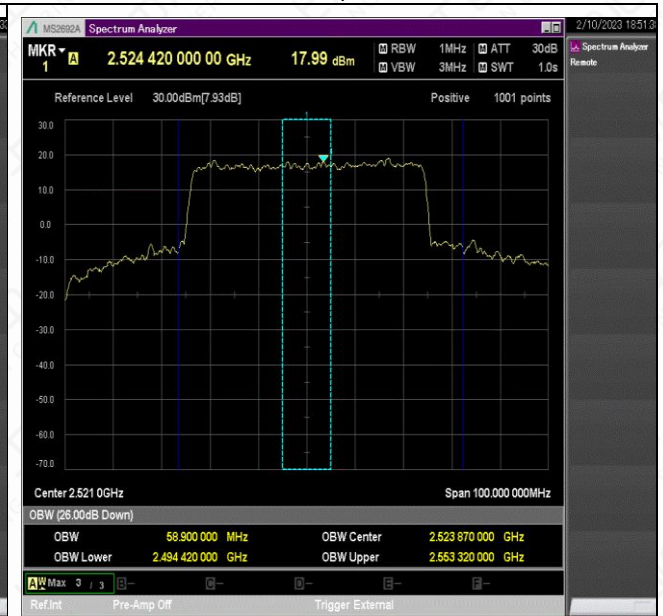 MS2692A Spectrum Analyzer
2/10/2023 18:51:3
MKR 1 A 2.524 420 000 00 GHz 17.99 dBm
RBW 1MHz ATT 30dB
VBW 3MHz SWT 1.0s
Spectrum Analyzer
Remote
Reference Level 30.00dBm[7.93dB] Positive 1001 points
30.0
20.0
10.0
0.0
-10.0
-20.0
-30.0
-40.0
-50.0
-60.0
-70.0
Center 2.521 0GHz Span 100.000 000MHz
OBW (26.00dB Down)
OBW 58.900 000 MHz OBW Center 2.523 870 000 GHz
OBW Lower 2.494 420 000 GHz OBW Upper 2.553 320 000 GHz
A W Max 3 / 3 B- C- D- E- F-
Ref.Int Pre-Amp Off Trigger External